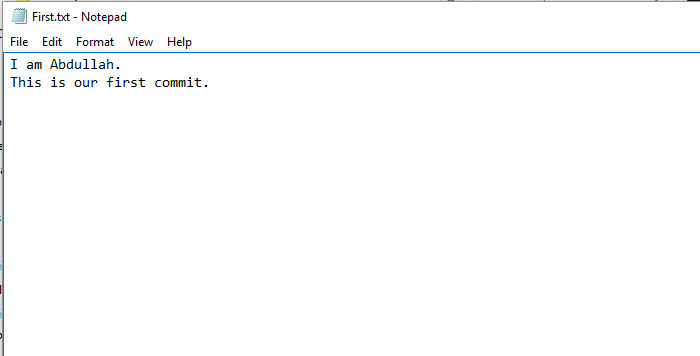 First.txt - Notepad
File Edit Format View Help
I am Abdullah.
This is our first commit.